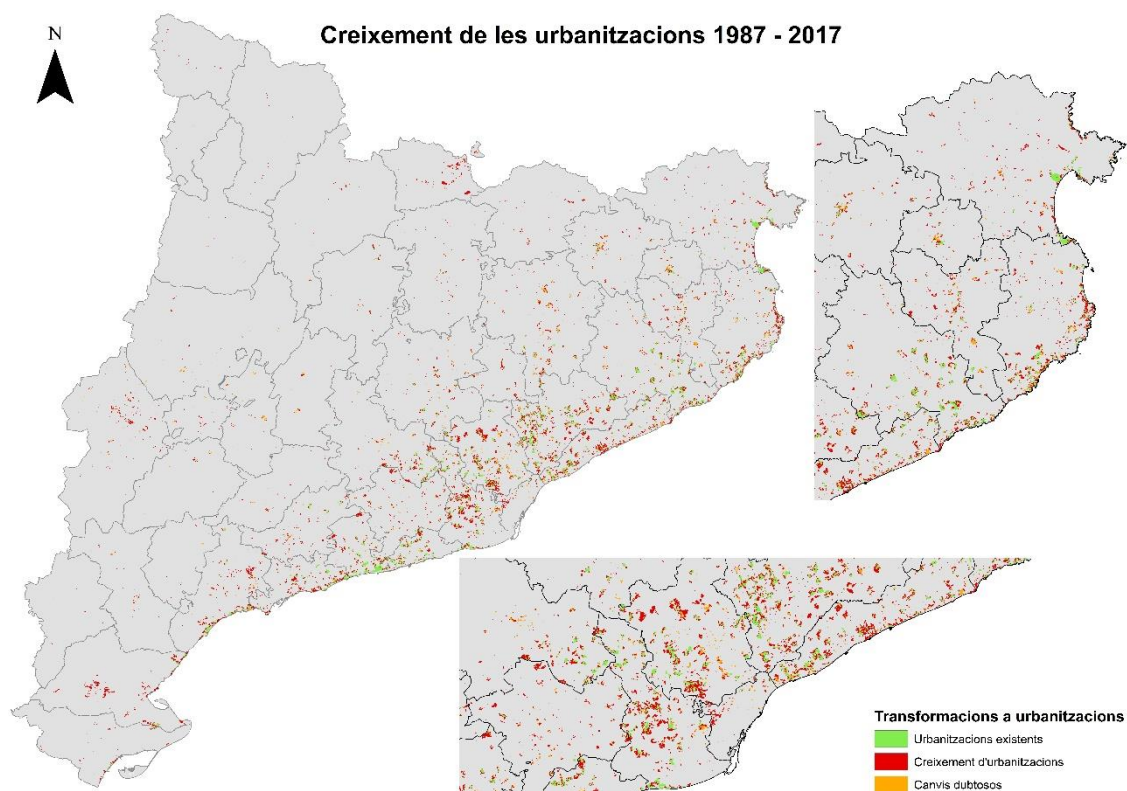 N
Creixement de les urbanitzacions 1987 - 2017
Transformacions a urbanitzacions
Urbanitzacions existents
Creixement d'urbanitzacions
Canvis dubtosos